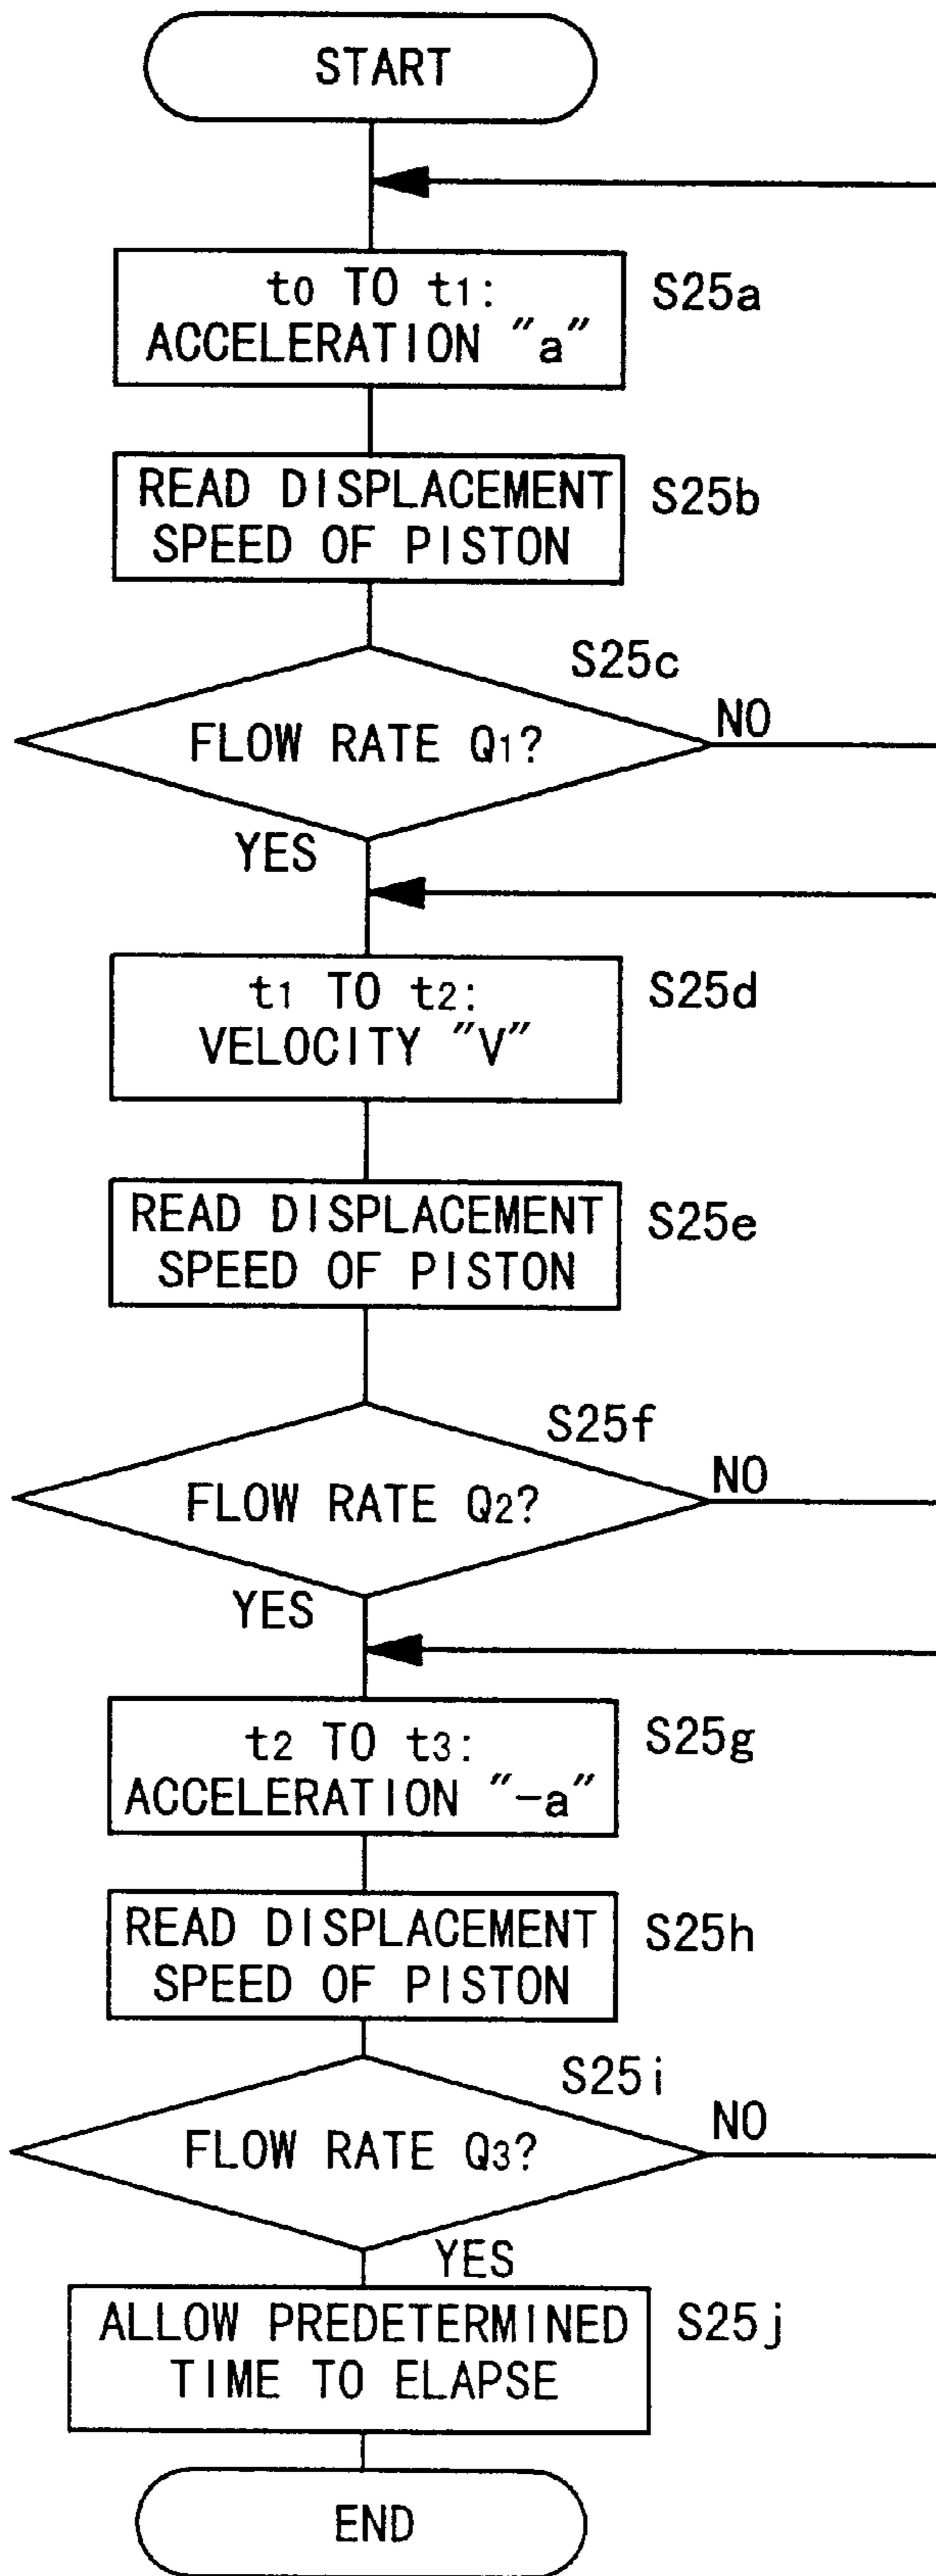 START
t0 TO t1:
ACCELERATION "a"
S25a
READ DISPLACEMENT
SPEED OF PISTON
S25b
S25c
FLOW RATE Q1?
NO
YES
t1 TO t2:
VELOCITY "V"
S25d
READ DISPLACEMENT
SPEED OF PISTON
S25e
S25f
FLOW RATE Q2?
NO
YES
t2 TO t3:
ACCELERATION "-a"
S25g
READ DISPLACEMENT
SPEED OF PISTON
S25h
S25i
FLOW RATE Q3?
NO
YES
ALLOW PREDETERMINED
TIME TO ELAPSE
S25j
END